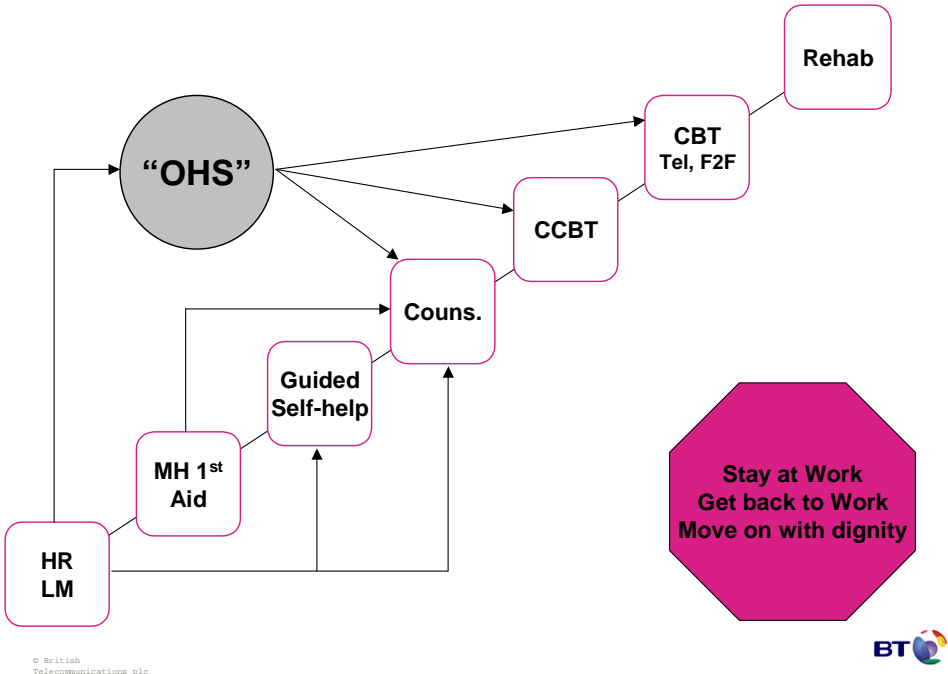 Rehab
CBT
Tel, F2F
"OHS"
CCBT
Couns.
Guided
Self-help
MH 1st
Aid
HR
LM
Stay at Work
Get back to Work
Move on with dignity
© British
Telecommunications plc
BT